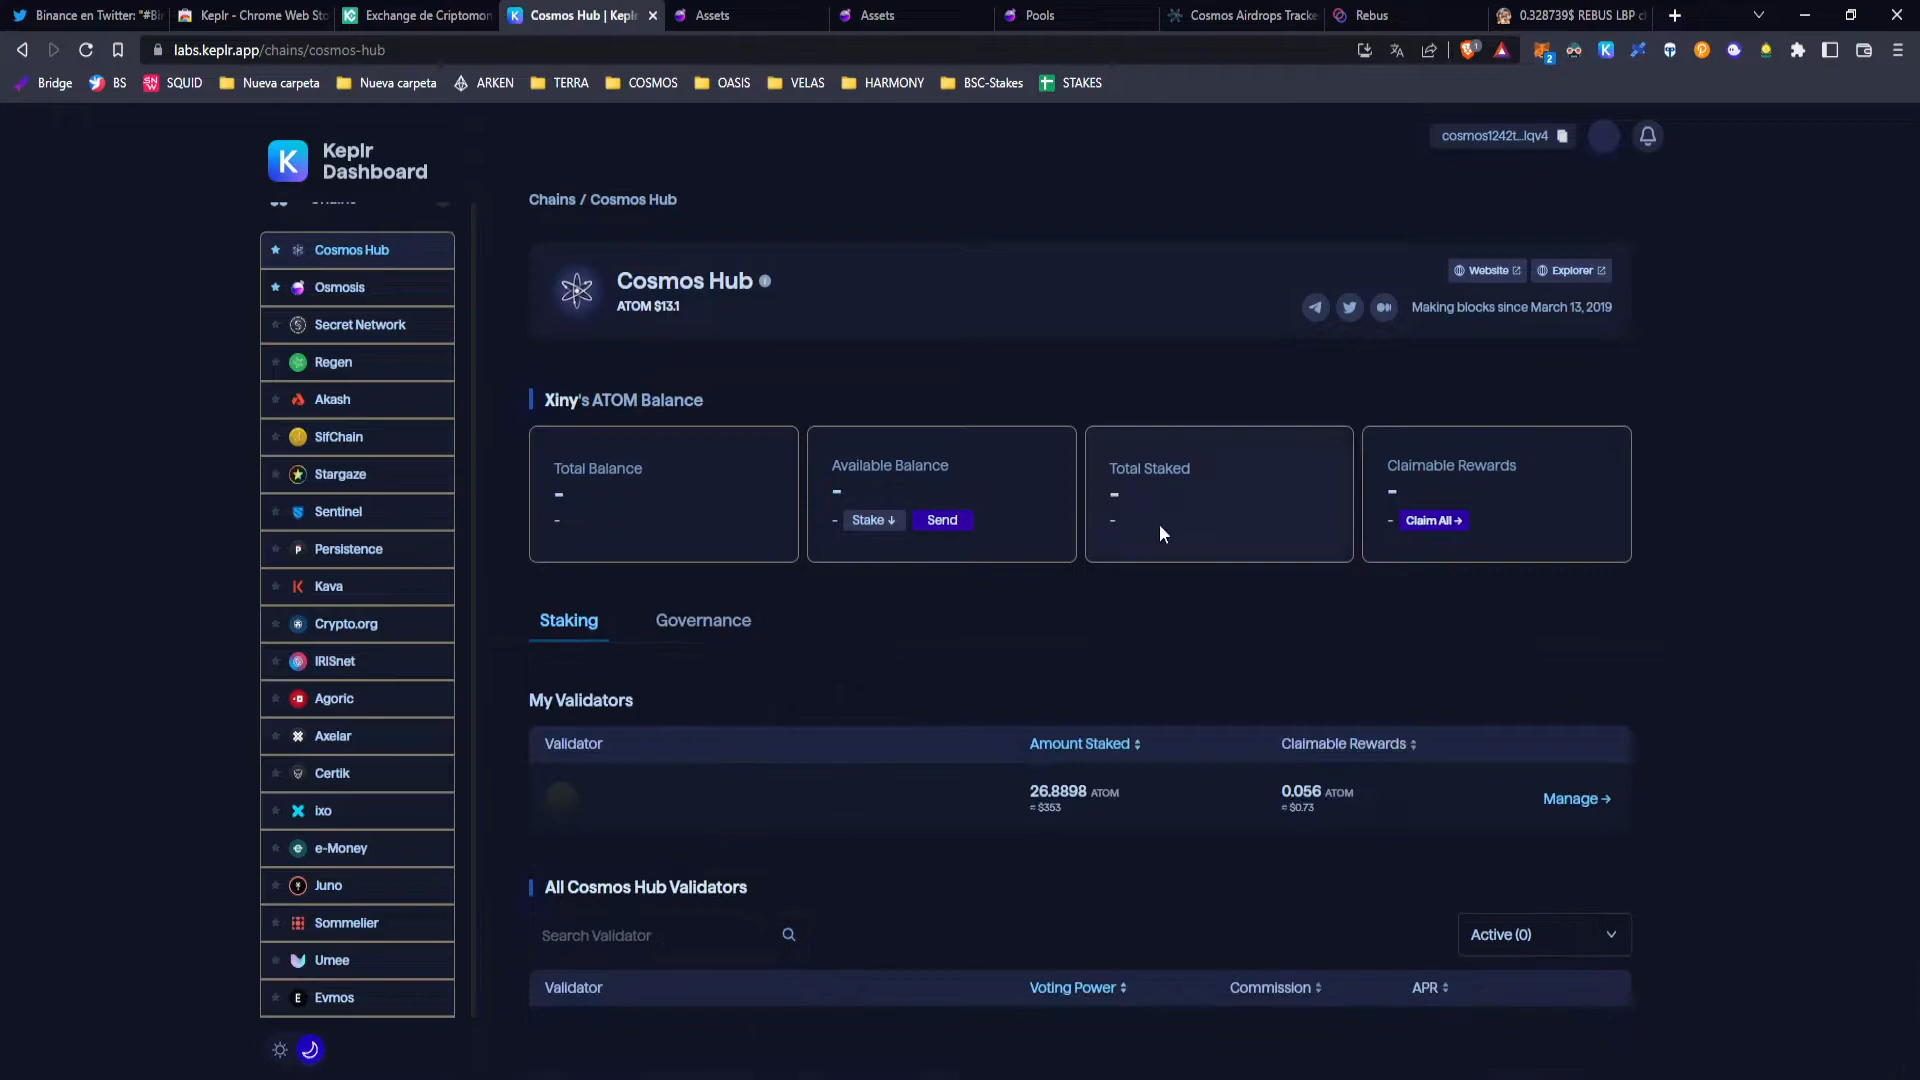 Binance en Twitter: "#Bin
Keplr - Chrome Web Sto
Exchange de Criptomon
Cosmos Hub | Keplr
Assets
Assets
Pools
Cosmos Airdrops Tracke
Rebus
0.328739$ REBUS LBP c
labs.keplr.app/chains/cosmos-hub
1
2
Bridge
BS
SQUID
Nueva carpeta
Nueva carpeta
ARKEN
TERRA
COSMOS
OASIS
VELAS
HARMONY
BSC-Stakes
STAKES
Keplr
Dashboard
cosmos1242t...lqv4
Chains
Cosmos Hub
Osmosis
Secret Network
Regen
Akash
SifChain
Stargaze
Sentinel
Persistence
Kava
Crypto.org
IRISnet
Agoric
Axelar
Certik
ixo
e-Money
Juno
Sommelier
Umee
Evmos
Chains / Cosmos Hub
Cosmos Hub
ATOM $13.1
Website
Explorer
Making blocks since March 13, 2019
Xiny's ATOM Balance
Total Balance
-
-
Available Balance
-
- Stake ↓ Send
Total Staked
-
-
Claimable Rewards
-
- Claim All →
Staking
Governance
My Validators
Validator
Amount Staked
Claimable Rewards
26.8898 ATOM
≈ $353
0.056 ATOM
≈ $0.73
Manage →
All Cosmos Hub Validators
Search Validator
Active (0)
Validator
Voting Power
Commission
APR